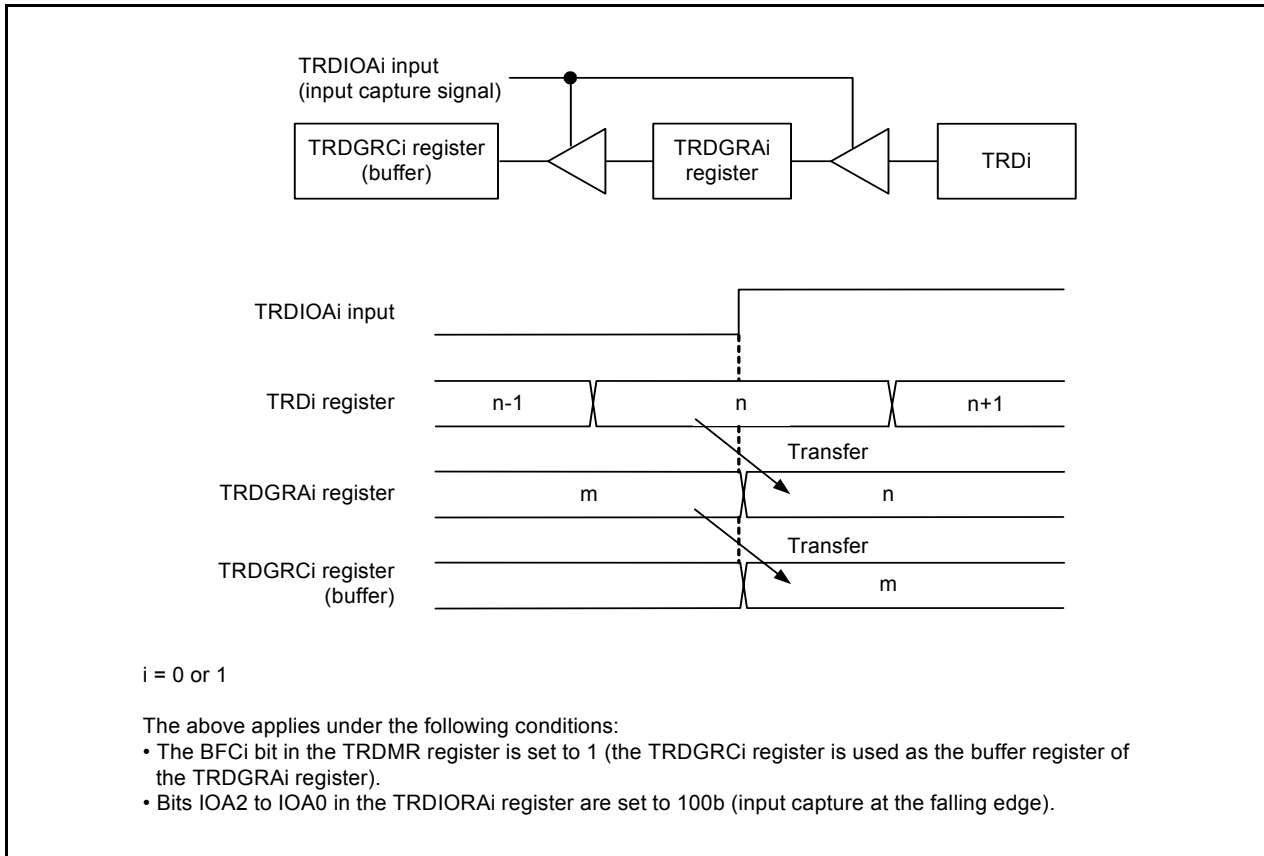 TRDIOAi input
(input capture signal)
TRDGRCi register
(buffer)
TRDGRAi
register
TRDi
TRDIOAi input
TRDi register
n-1
n
n+1
Transfer
TRDGRAi register
m
n
Transfer
TRDGRCi register
(buffer)
m
i = 0 or 1
The above applies under the following conditions:
• The BFCi bit in the TRDMR register is set to 1 (the TRDGRCi register is used as the buffer register of
the TRDGRAi register).
• Bits IOA2 to IOA0 in the TRDIORAi register are set to 100b (input capture at the falling edge).